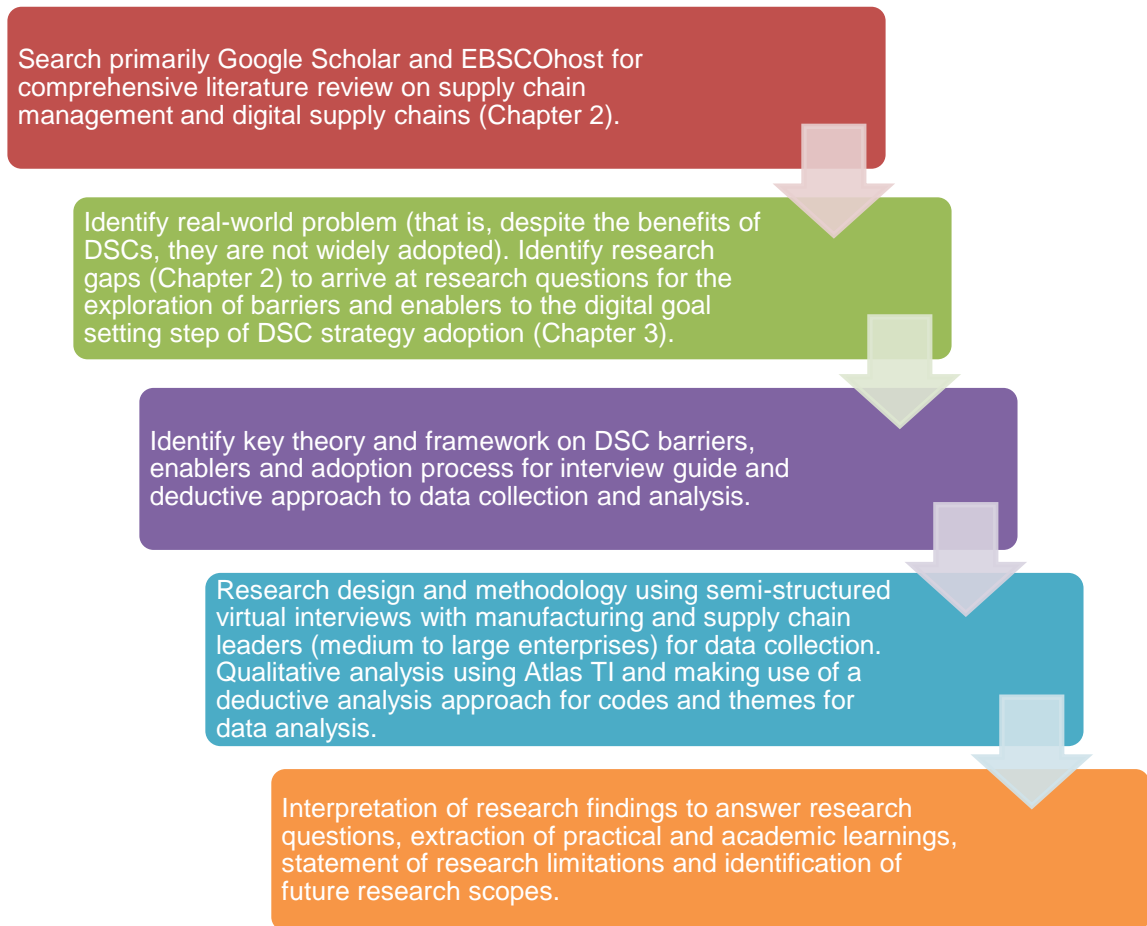 Search primarily Google Scholar and EBSCOhost for
comprehensive literature review on supply chain
management and digital supply chains (Chapter 2).
Identify real-world problem (that is, despite the benefits of
DSCs, they are not widely adopted). Identify research
gaps (Chapter 2) to arrive at research questions for the
exploration of barriers and enablers to the digital goal
setting step of DSC strategy adoption (Chapter 3).
Identify key theory and framework on DSC barriers,
enablers and adoption process for interview guide and
deductive approach to data collection and analysis.
Research design and methodology using semi-structured
virtual interviews with manufacturing and supply chain
leaders (medium to large enterprises) for data collection.
Qualitative analysis using Atlas TI and making use of a
deductive analysis approach for codes and themes for
data analysis.
Interpretation of research findings to answer research
questions, extraction of practical and academic learnings,
statement of research limitations and identification of
future research scopes.